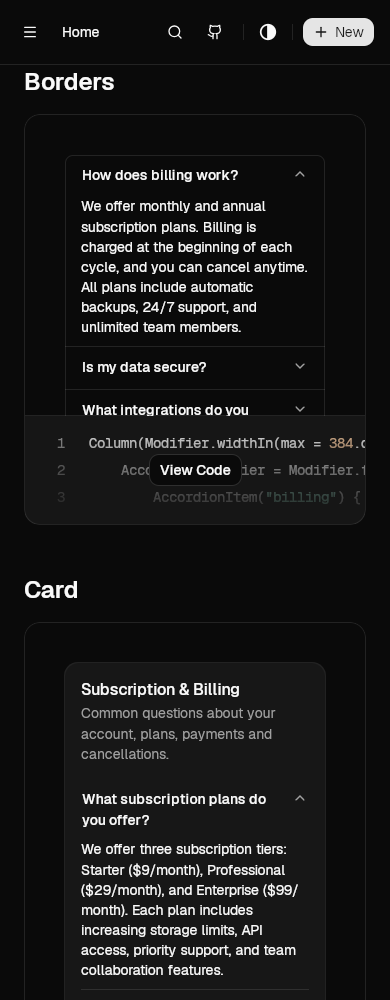 Home
New
Borders
How does billing work?
We offer monthly and annual
subscription plans. Billing is
charged at the beginning of each
cycle, and you can cancel anytime.
All plans include automatic
backups, 24/7 support, and
unlimited team members.
Is my data secure?
What integrations do you
1 Column(Modifier.widthIn(max = 384.
2 Acco ier = Modifier.
View Code
3 AccordionItem("billing") {
Card
Subscription & Billing
Common questions about your
account, plans, payments and
cancellations.
What subscription plans do
you offer?
We offer three subscription tiers:
Starter ($9/month), Professional
($29/month), and Enterprise ($99/
month). Each plan includes
increasing storage limits, API
access, priority support, and team
collaboration features.